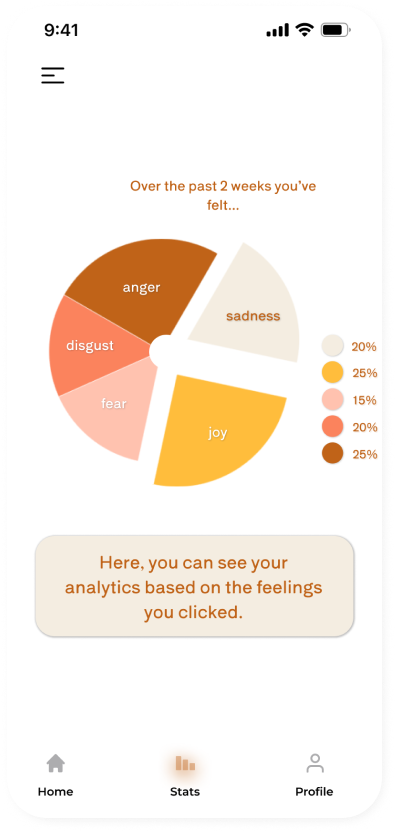 9:41
Over the past 2 weeks you've
felt...
anger
sadness
disgust
fear
joy
20%
25%
15%
20%
25%
Here, you can see your
analytics based on the feelings
you clicked.
Home
Stats
Profile